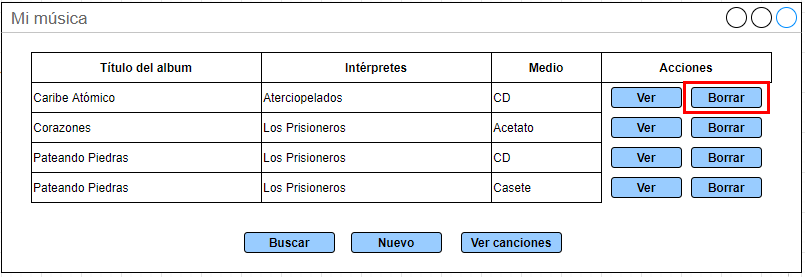 Mi música
Título del album Intérpretes Medio Acciones
Caribe Atómico Aterciopelados CD Ver Borrar
Corazones Los Prisioneros Acetato Ver Borrar
Pateando Piedras Los Prisioneros CD Ver Borrar
Pateando Piedras Los Prisioneros Casete Ver Borrar
Buscar Nuevo Ver canciones